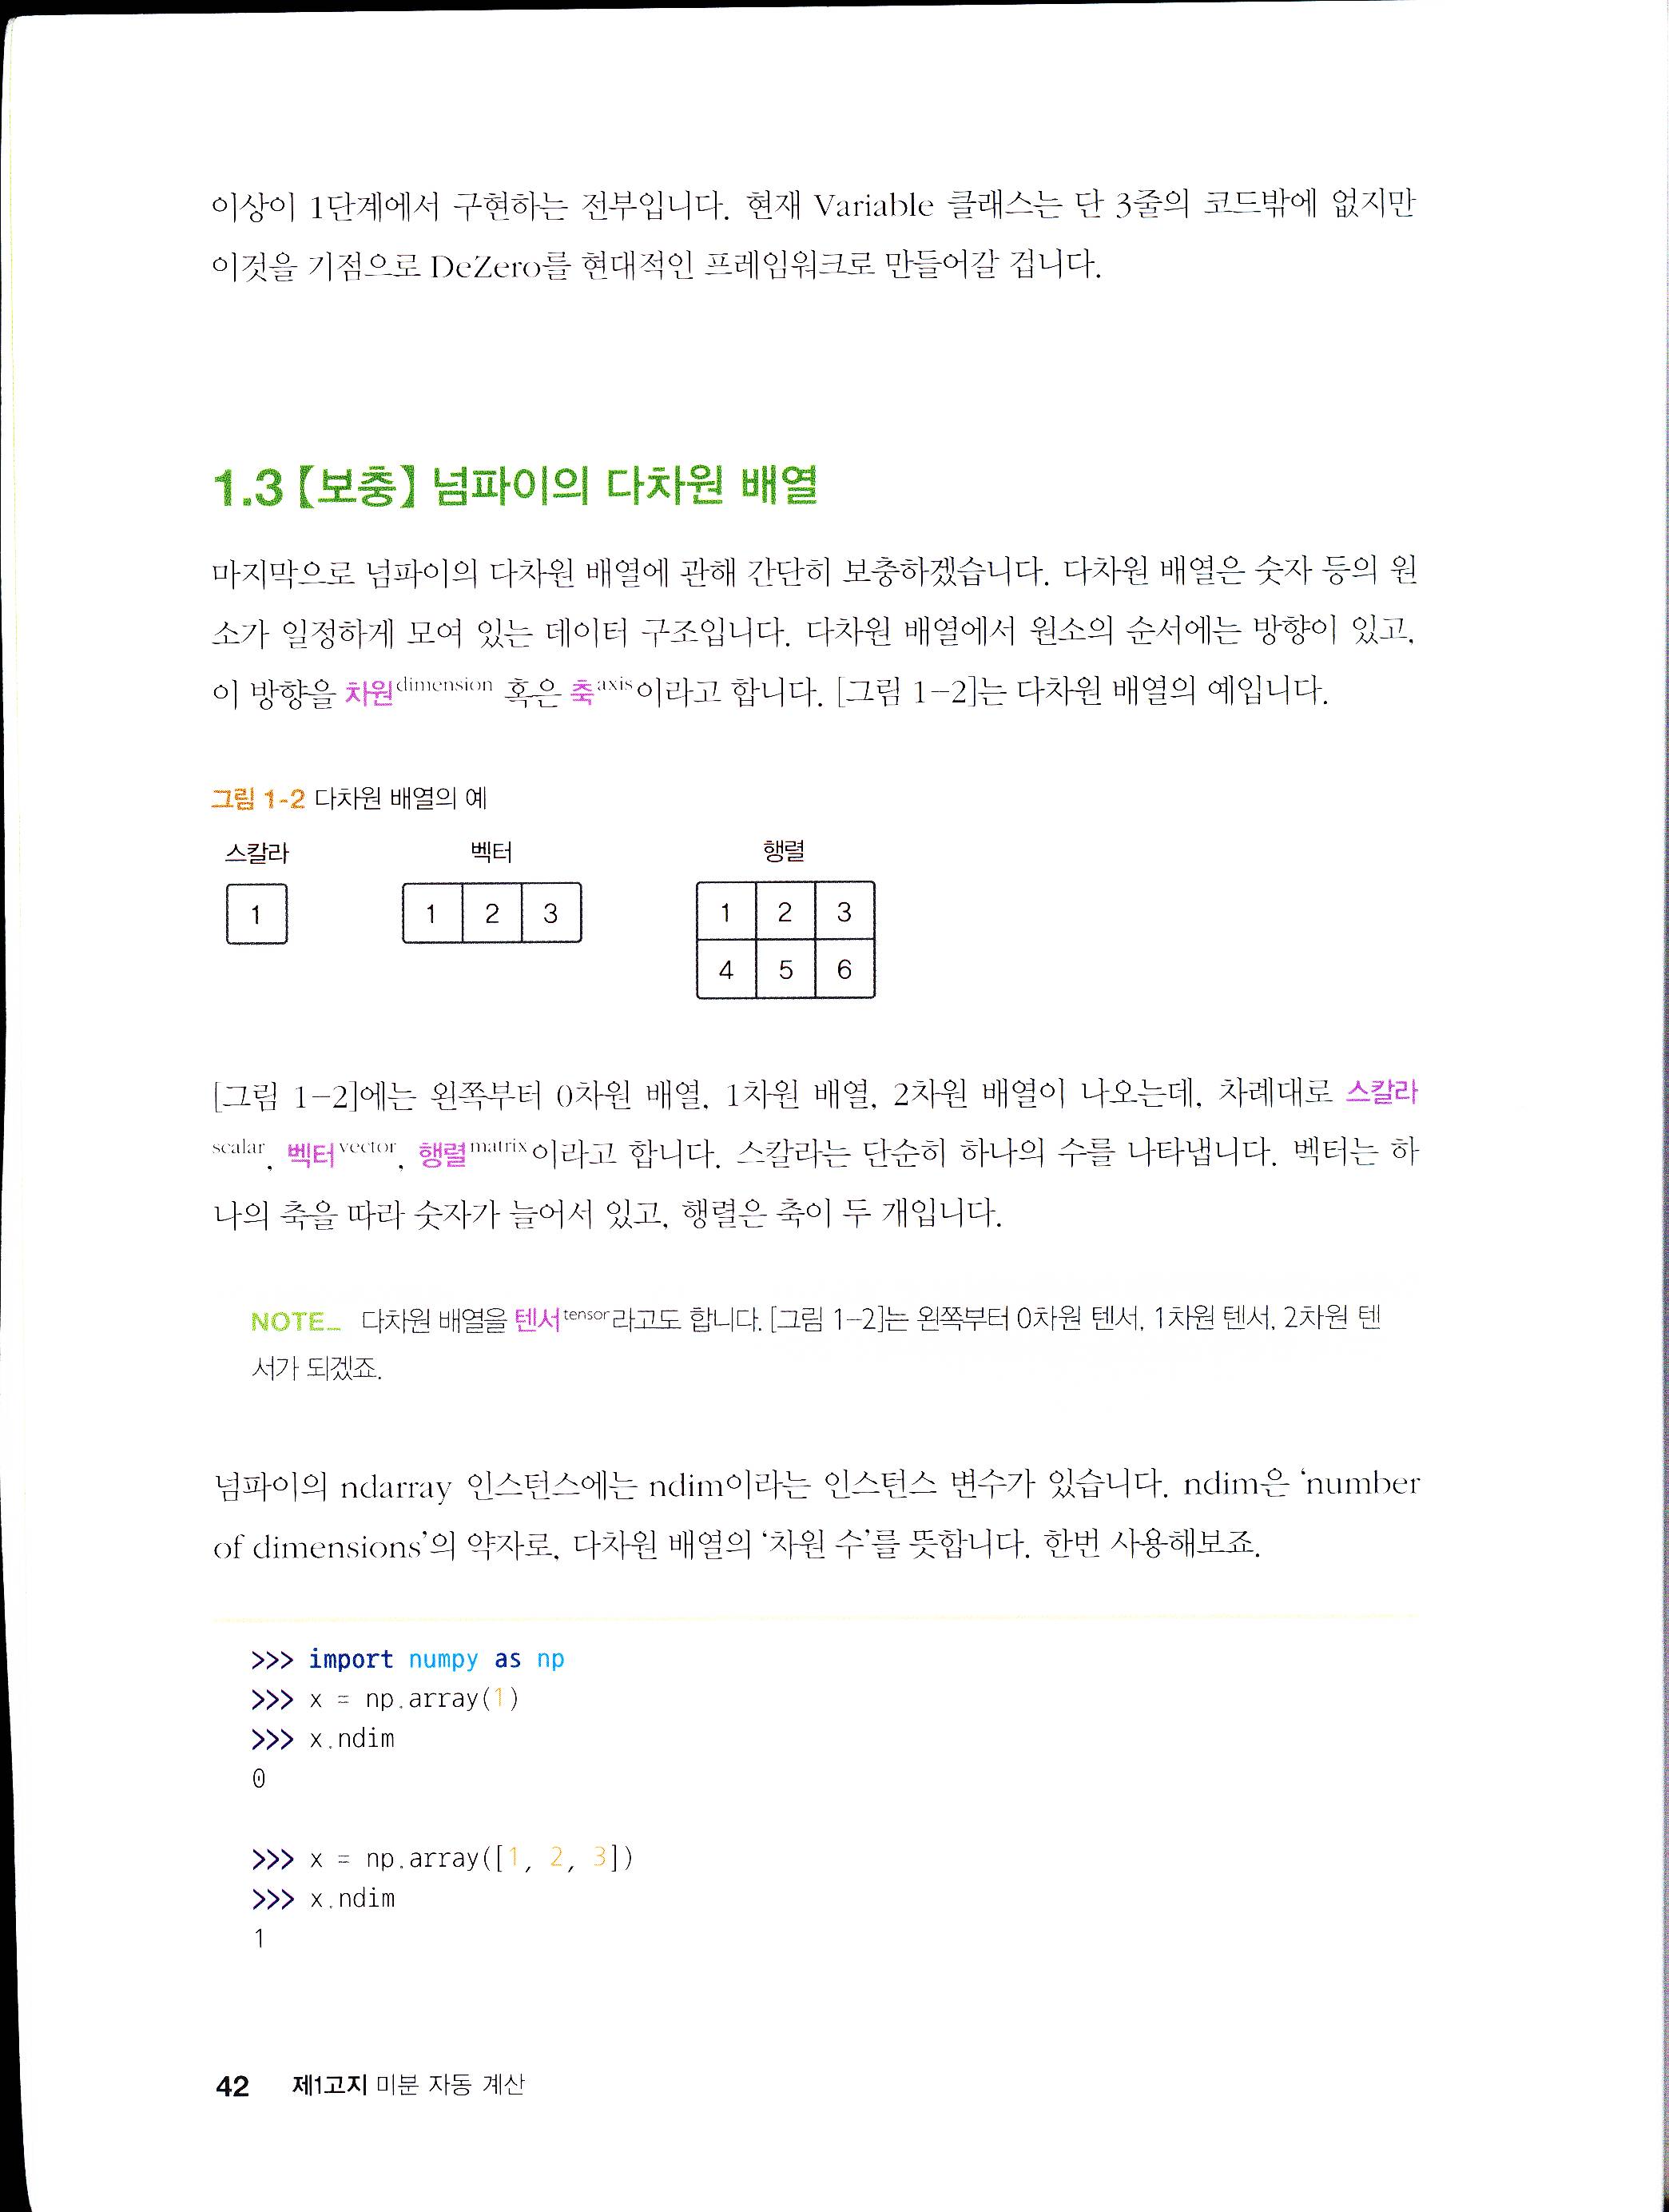 이상이 1단계에서 구현하는 전부입니다. 현재 Variable 클래스는 단 3줄의 코드밖에 없지만
이것을 기점으로 DeZero를 현대적인 프레임워크로 만들어갈 겁니다.
1.3【보충】 넘파이의 다차원 배열
마지막으로 넘파이의 다차원 배열에 관해 간단히 보충하겠습니다. 다차원 배열은 숫자 등의 원
소가 일정하게 모여 있는 데이터 구조입니다. 다차원 배열에서 원소의 순서에는 방향이 있고,
이 방향을 차원dimension 혹은 축axis이라고 합니다. [그림 1-2]는 다차원 배열의 예입니다.
그림 1-2 다차원 배열의 예
스칼라 벡터 행렬
1 1 2 3 1 2 3
4 5 6
[그림 1-2]에는 왼쪽부터 0차원 배열, 1차원 배열, 2차원 배열이 나오는데, 차례대로 스칼라
scalar, 벡터vector, 행렬matrix이라고 합니다. 스칼라는 단순히 하나의 수를 나타냅니다. 벡터는 하
나의 축을 따라 숫자가 늘어서 있고, 행렬은 축이 두 개입니다.
NOTE_ 다차원 배열을 텐서tensor라고도 합니다. [그림 1-2]는 왼쪽부터 0차원 텐서, 1차원 텐서, 2차원 텐
서가 되겠죠.
넘파이의 ndarray 인스턴스에는 ndim이라는 인스턴스 변수가 있습니다. ndim은 ‘number
of dimensions’의 약자로, 다차원 배열의 ‘차원 수’를 뜻합니다. 한번 사용해보죠.
>>> import numpy as np
>>> x = np.array(1)
>>> x.ndim
0
>>> x = np.array([1, 2, 3])
>>> x.ndim
1
42 제1고지 미분 자동 계산